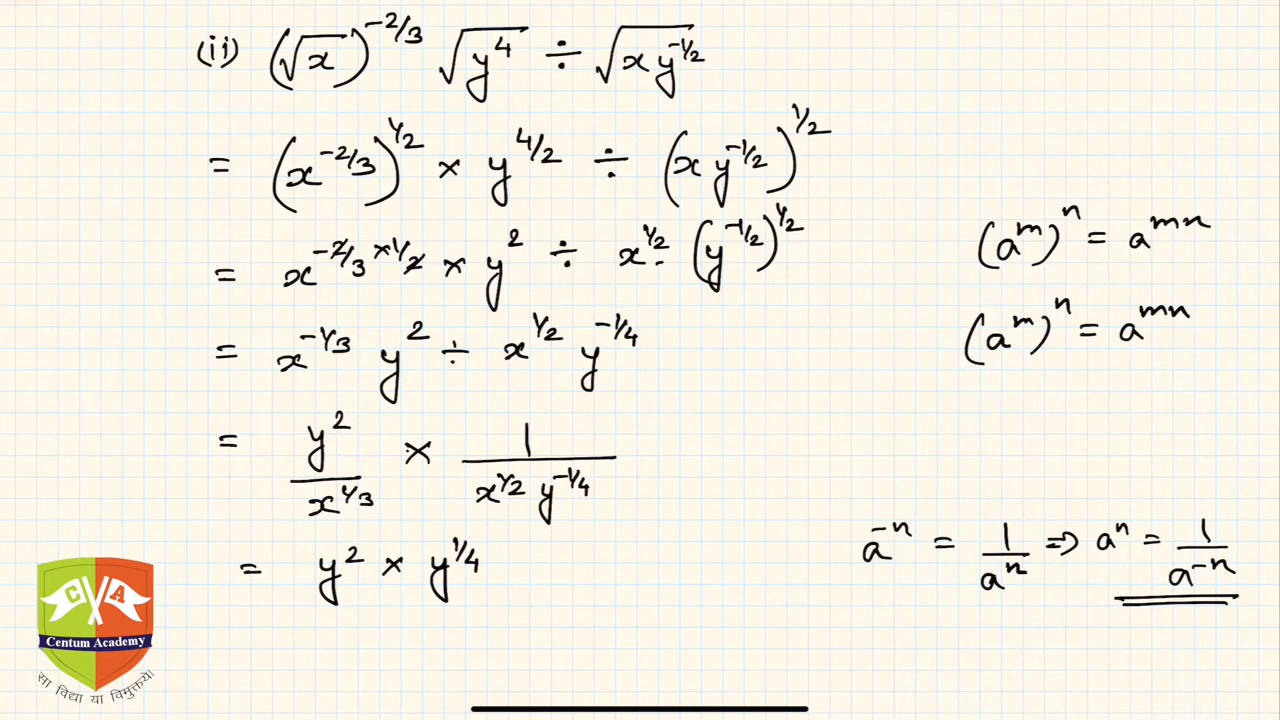 (ii) (√x)^{-2/3} √y^4 ÷ √xy^{-1/2}
= (x^{-2/3})^{1/2} × y^{4/2} ÷ (x y^{-1/2})^{1/2}
= x^{-2/3 × 1/2} × y^2 ÷ x^{1/2} · (y^{-1/2})^{1/2}
(a^m)^n = a^{mn}
= x^{-1/3} y^2 ÷ x^{1/2} y^{-1/4}
(a^m)^n = a^{mn}
= y^2/x^{1/3} × 1/(x^{1/2} y^{-1/4})
= y^2 × y^{1/4}
a^{-n} = 1/a^n => a^n = 1/a^{-n}
C A
Centum Academy
सा विद्या या विमुक्तये।